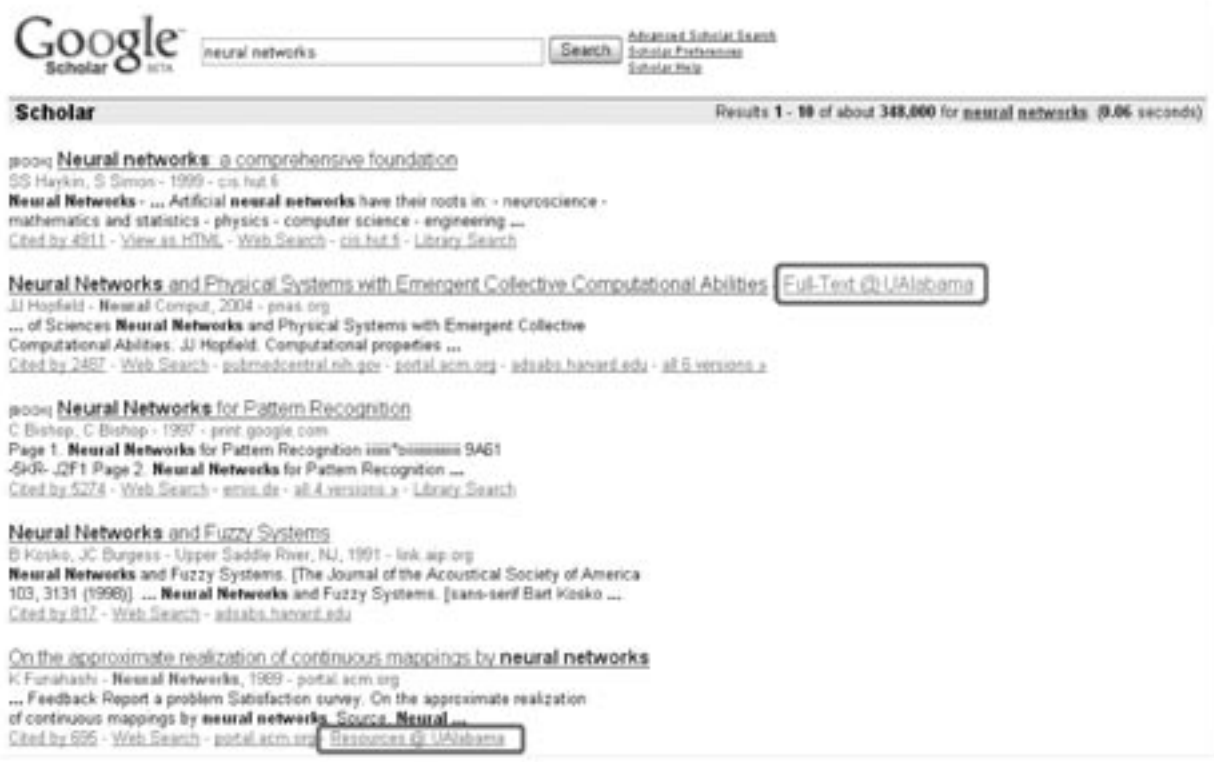 Google
Scholar BETA
neural networks
Search
Advanced Scholar Search
Scholar Preferences
Scholar Help
Scholar
Results 1 - 10 of about 348,000 for neural networks. (0.06 seconds)
[BOOK] Neural networks: a comprehensive foundation
SS Haykin, S Simon - 1999 - cis.hut.fi
Neural Networks - ... Artificial neural networks have their roots in: - neuroscience -
mathematics and statistics - physics - computer science - engineering ...
Cited by 4911 - View as HTML - Web Search - cis.hut.fi - Library Search
Neural Networks and Physical Systems with Emergent Collective Computational Abilities Full-Text @ UAlabama
JJ Hopfield - Neural Comput, 2004 - pnas.org
... of Sciences Neural Networks and Physical Systems with Emergent Collective
Computational Abilities. JJ Hopfield. Computational properties ...
Cited by 2487 - Web Search - pubmedcentral.nih.gov - portal.acm.org - adsabs.harvard.edu - all 6 versions »
[BOOK] Neural Networks for Pattern Recognition
C Bishop, C Bishop - 1997 - print.google.com
Page 1. Neural Networks for Pattern Recognition 9A61
-5KR- J2F1 Page 2. Neural Networks for Pattern Recognition ...
Cited by 5274 - Web Search - emis.de - all 4 versions » - Library Search
Neural Networks and Fuzzy Systems
B Kosko, JC Burgess - Upper Saddle River, NJ, 1991 - link.aip.org
Neural Networks and Fuzzy Systems. [The Journal of the Acoustical Society of America
103, 3131 (1998)]. ... Neural Networks and Fuzzy Systems. [sans-serif Bart Kosko ...
Cited by 817 - Web Search - adsabs.harvard.edu
On the approximate realization of continuous mappings by neural networks
K Funahashi - Neural Networks, 1989 - portal.acm.org
... Feedback Report a problem Satisfaction survey. On the approximate realization
of continuous mappings by neural networks. Source, Neural ...
Cited by 695 - Web Search - portal.acm.org Resources @ UAlabama